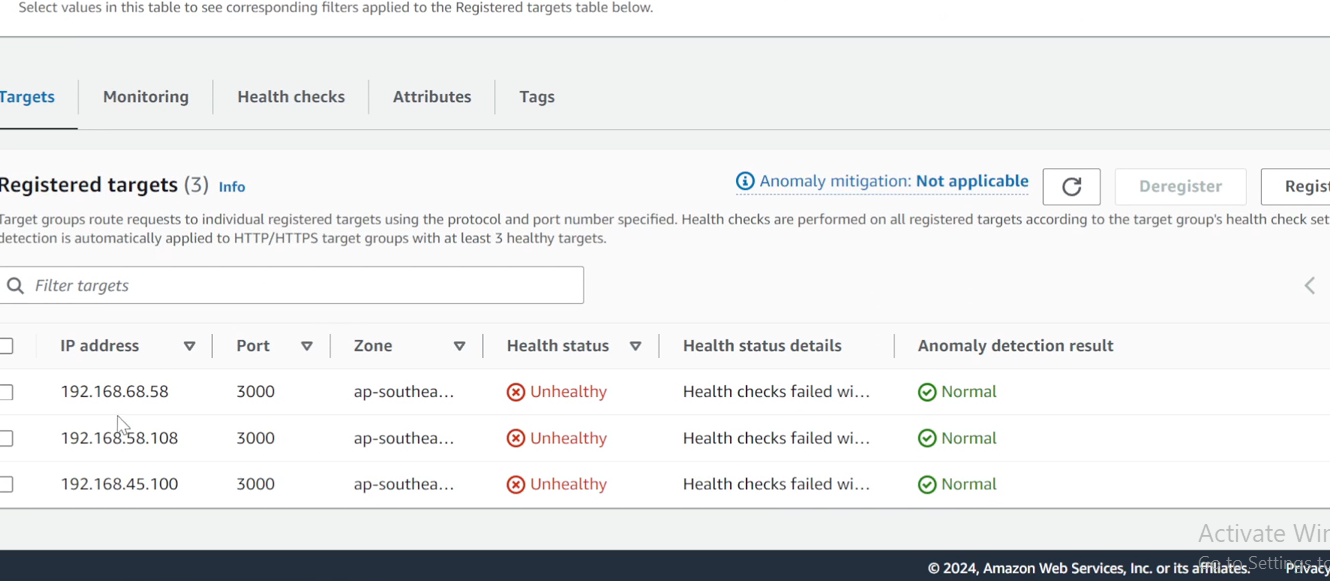 Select values in this table to see corresponding filters applied to the Registered targets table below.
Targets Monitoring Health checks Attributes Tags
Registered targets (3) Info Anomaly mitigation: Not applicable Deregister Regist
Target groups route requests to individual registered targets using the protocol and port number specified. Health checks are performed on all registered targets according to the target group's health check set
detection is automatically applied to HTTP/HTTPS target groups with at least 3 healthy targets.
Filter targets
IP address Port Zone Health status Health status details Anomaly detection result
192.168.68.58 3000 ap-southea... Unhealthy Health checks failed wi... Normal
192.168.58.108 3000 ap-southea... Unhealthy Health checks failed wi... Normal
192.168.45.100 3000 ap-southea... Unhealthy Health checks failed wi... Normal
Activate Win
Go to Settings to
© 2024, Amazon Web Services, Inc. or its affiliates. Privacy